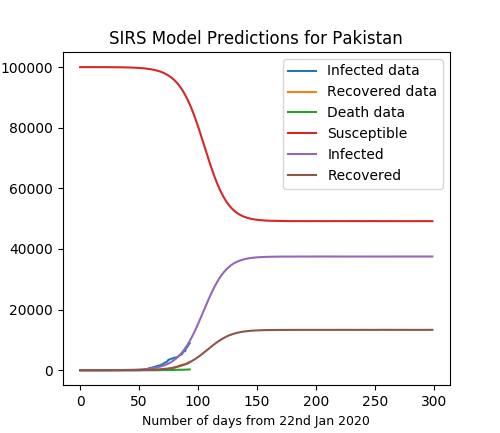 SIRS Model Predictions for Pakistan
Infected data
Recovered data
Death data
Susceptible
Infected
Recovered
100000
80000
60000
40000
20000
0
0 50 100 150 200 250 300
Number of days from 22nd Jan 2020